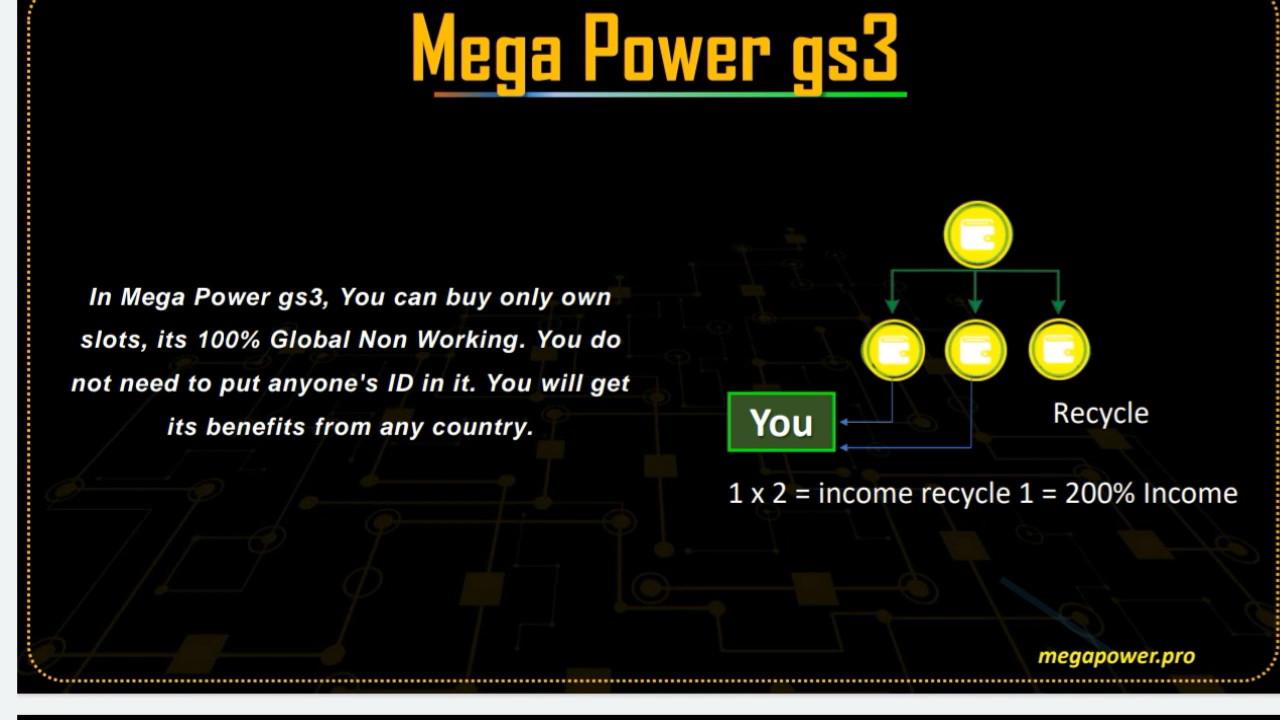 Mega Power gs3
In Mega Power gs3, You can buy only own
slots, its 100% Global Non Working. You do
not need to put anyone's ID in it. You will get
its benefits from any country.
You
Recycle
1 x 2 = income recycle 1 = 200% Income
megapower.pro